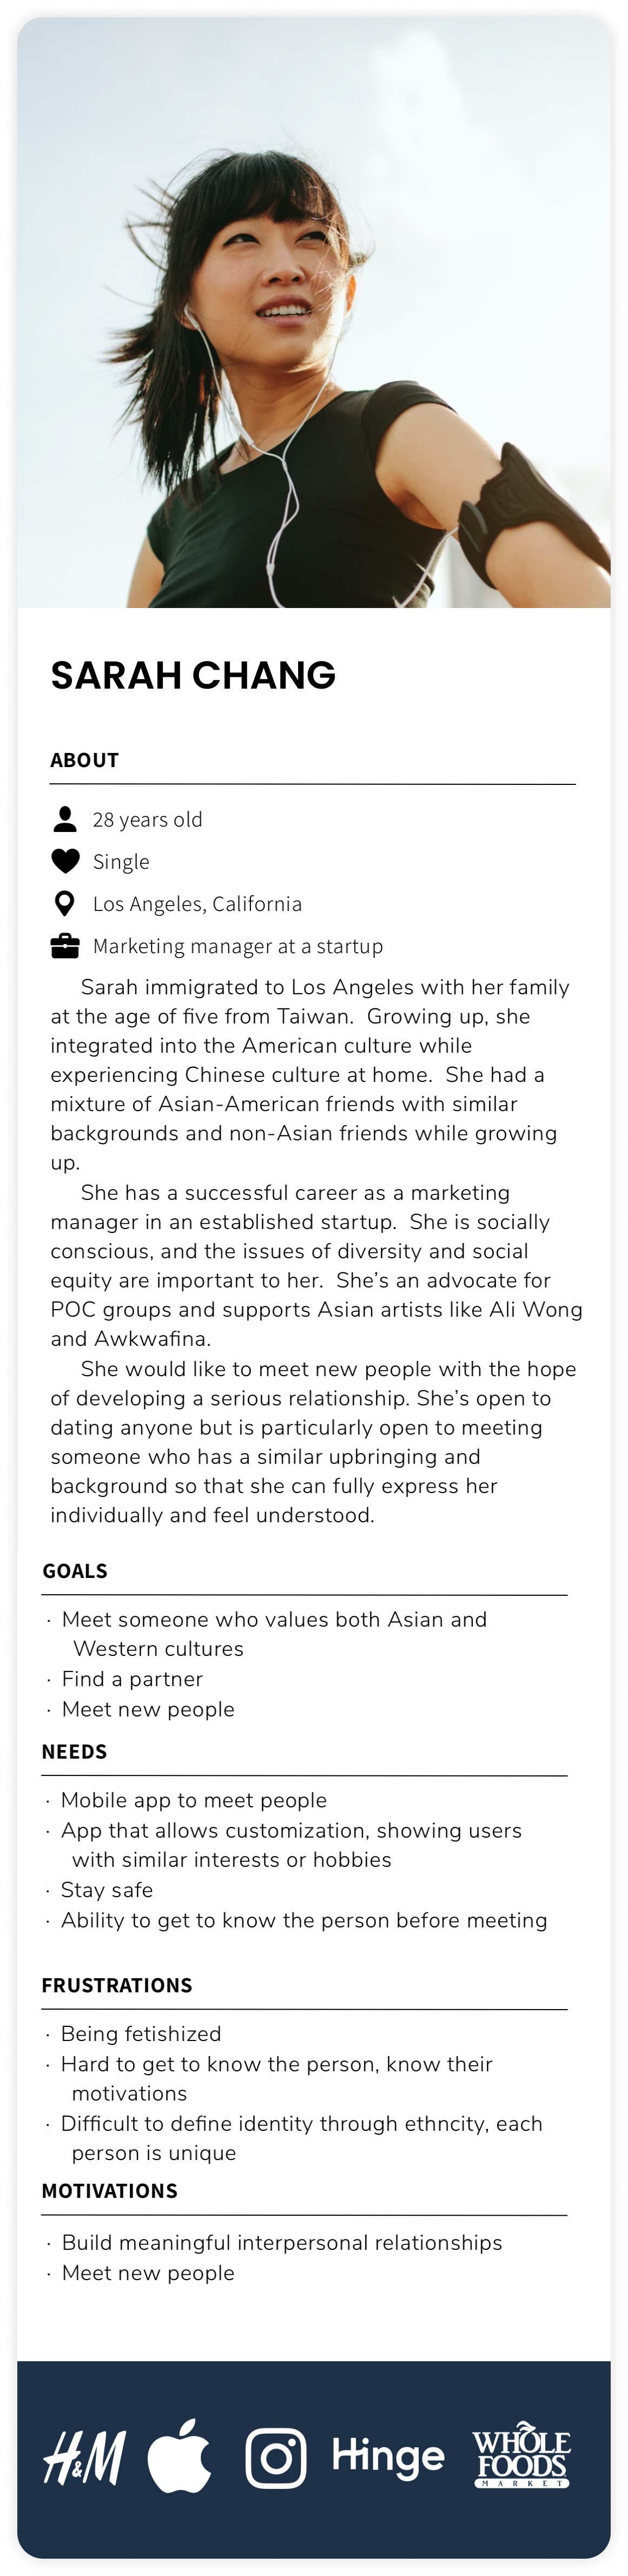 SARAH CHANG
ABOUT
28 years old
Single
Los Angeles, California
Marketing manager at a startup
Sarah immigrated to Los Angeles with her family
at the age of five from Taiwan.  Growing up, she
integrated into the American culture while
experiencing Chinese culture at home.  She had a
mixture of Asian-American friends with similar
backgrounds and non-Asian friends while growing
up.
She has a successful career as a marketing
manager in an established startup.  She is socially
conscious, and the issues of diversity and social
equity are important to her.  She’s an advocate for
POC groups and supports Asian artists like Ali Wong
and Awkwafina.
She would like to meet new people with the hope
of developing a serious relationship. She’s open to
dating anyone but is particularly open to meeting
someone who has a similar upbringing and
background so that she can fully express her
individually and feel understood.
GOALS
· Meet someone who values both Asian and
Western cultures
· Find a partner
· Meet new people
NEEDS
· Mobile app to meet people
· App that allows customization, showing users
with similar interests or hobbies
· Stay safe
· Ability to get to know the person before meeting
FRUSTRATIONS
· Being fetishized
· Hard to get to know the person, know their
motivations
· Difficult to define identity through ethncity, each
person is unique
MOTIVATIONS
· Build meaningful interpersonal relationships
· Meet new people
H&M
Hinge
WHOLE
FOODS
MARKET